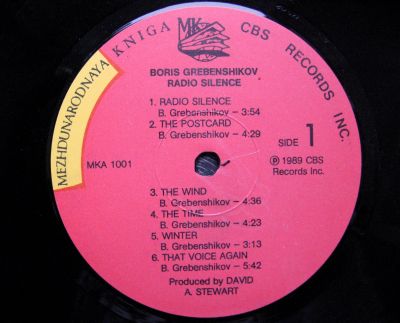 MEZHDUNARODNAYA KNIGA
MK
CBS RECORDS INC.
BORIS GREBENSHIKOV
RADIO SILENCE
1. RADIO SILENCE
B. Grebenshikov – 3:54
2. THE POSTCARD
B. Grebenshikov – 4:29
SIDE 1
MKA 1001
℗ 1989 CBS
Records Inc.
3. THE WIND
B. Grebenshikov – 4:36
4. THE TIME
B. Grebenshikov – 4:23
5. WINTER
B. Grebenshikov – 3:13
6. THAT VOICE AGAIN
B. Grebenshikov – 5:42
Produced by DAVID
A. STEWART